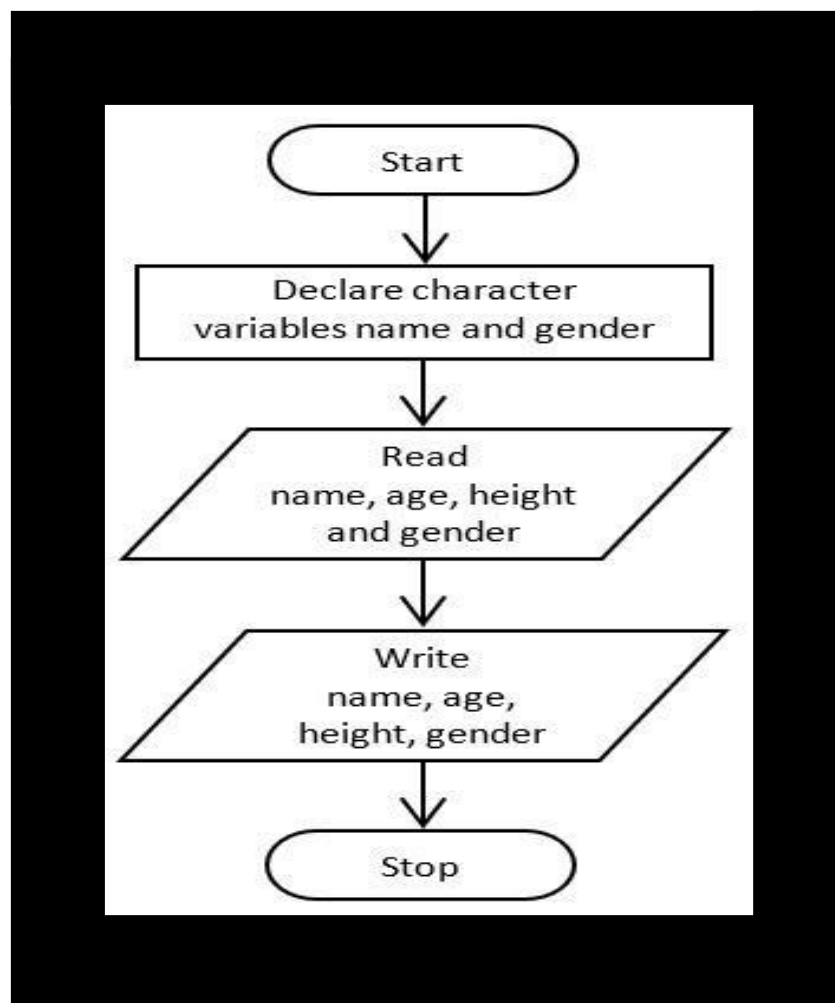 Start
Declare character
variables name and gender
Read
name, age, height
and gender
Write
name, age,
height, gender
Stop